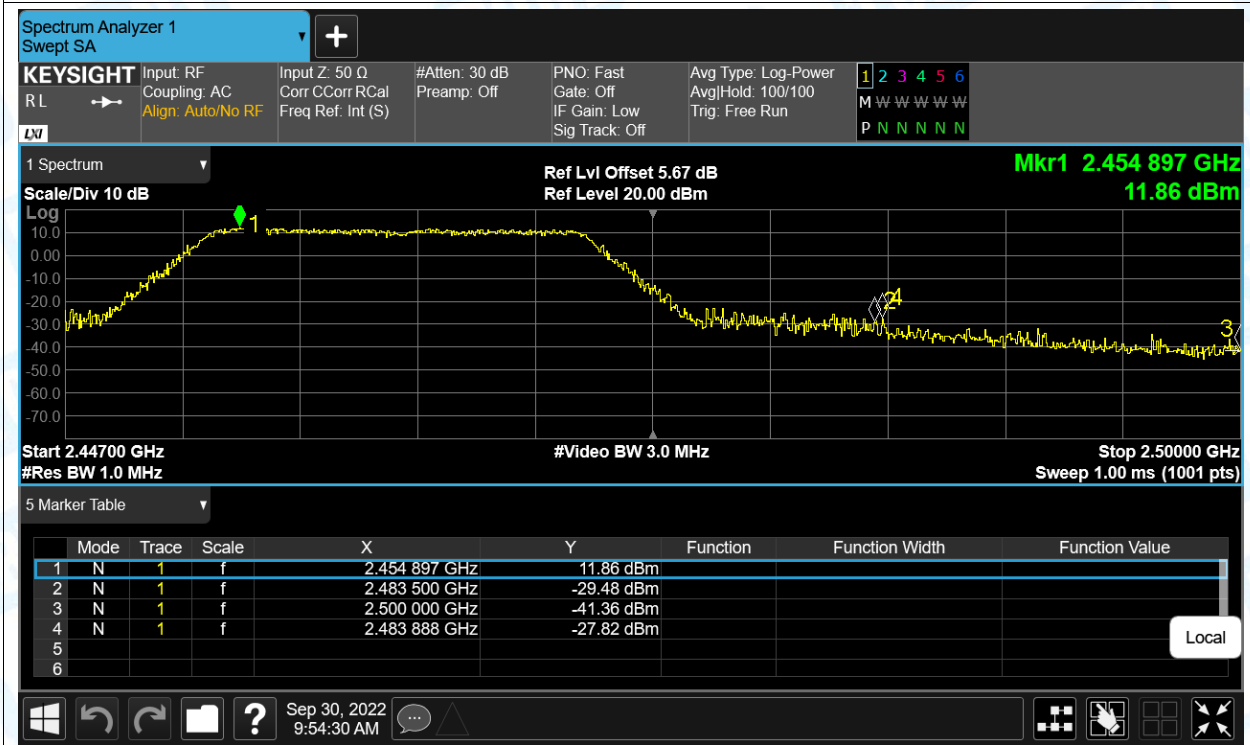 Spectrum Analyzer 1
Swept SA
KEYSIGHT
R L
LXI
Input: RF
Coupling: AC
Align: Auto/No RF
Input Z: 50 Ω
Corr CCorr RCal
Freq Ref: Int (S)
#Atten: 30 dB
Preamp: Off
PNO: Fast
Gate: Off
IF Gain: Low
Sig Track: Off
Avg Type: Log-Power
Avg|Hold: 100/100
Trig: Free Run
1 2 3 4 5 6
M W W W W W
P N N N N N
1 Spectrum
Scale/Div 10 dB
Ref Lvl Offset 5.67 dB
Ref Level 20.00 dBm
Mkr1 2.454 897 GHz
11.86 dBm
Log
10.0
0.00
-10.0
-20.0
-30.0
-40.0
-50.0
-60.0
-70.0
1
2
4
3
Start 2.44700 GHz
#Video BW 3.0 MHz
Stop 2.50000 GHz
#Res BW 1.0 MHz
Sweep 1.00 ms (1001 pts)
5 Marker Table
Mode Trace Scale X Y Function Function Width Function Value
1 N 1 f 2.454 897 GHz 11.86 dBm
2 N 1 f 2.483 500 GHz -29.48 dBm
3 N 1 f 2.500 000 GHz -41.36 dBm
4 N 1 f 2.483 888 GHz -27.82 dBm
5
6
Local
?
Sep 30, 2022
9:54:30 AM